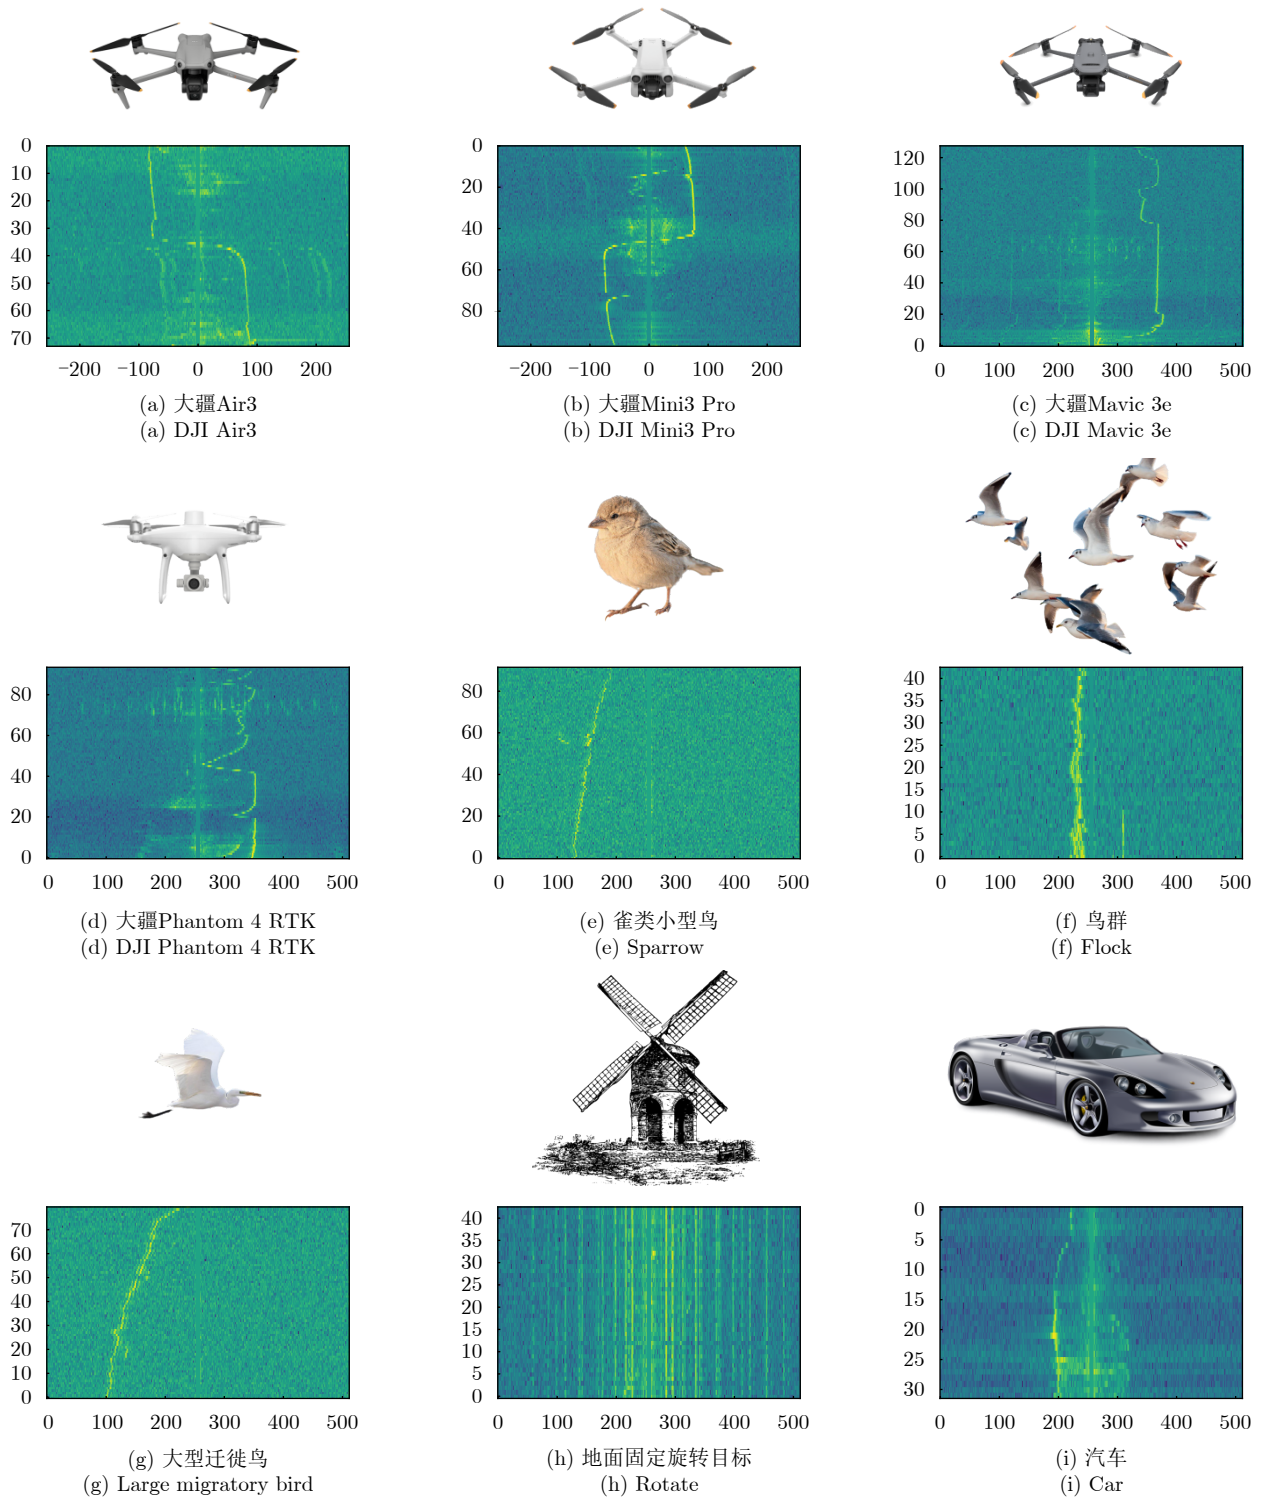 0
10
20
30
40
50
60
70
−200 −100 0 100 200
(a) 大疆Air3
(a) DJI Air3
0
20
40
60
80
−200 −100 0 100 200
(b) 大疆Mini3 Pro
(b) DJI Mini3 Pro
120
100
80
60
40
20
0
0 100 200 300 400 500
(c) 大疆Mavic 3e
(c) DJI Mavic 3e
80
60
40
20
0
0 100 200 300 400 500
(d) 大疆Phantom 4 RTK
(d) DJI Phantom 4 RTK
80
60
40
20
0
0 100 200 300 400 500
(e) 雀类小型鸟
(e) Sparrow
40
35
30
25
20
15
10
5
0
0 100 200 300 400 500
(f) 鸟群
(f) Flock
70
60
50
40
30
20
10
0
0 100 200 300 400 500
(g) 大型迁徙鸟
(g) Large migratory bird
40
35
30
25
20
15
10
5
0
0 100 200 300 400 500
(h) 地面固定旋转目标
(h) Rotate
0
5
10
15
20
25
30
0 100 200 300 400 500
(i) 汽车
(i) Car